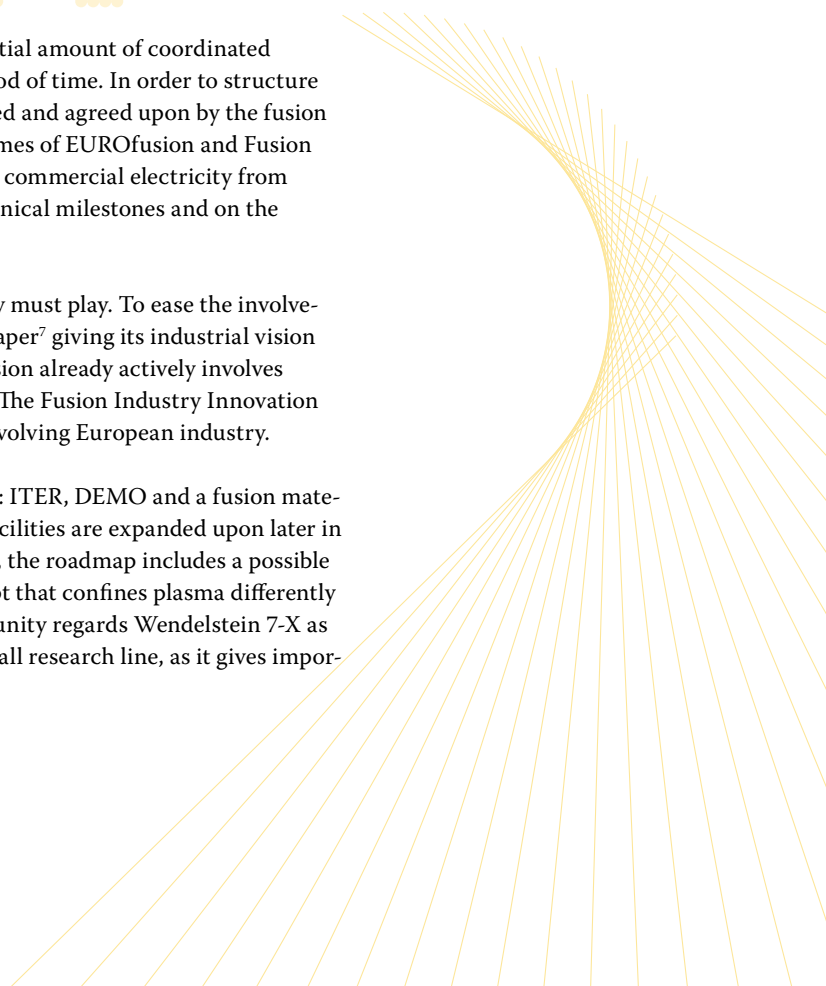 tial amount of coordinated
od of time. In order to structure
ed and agreed upon by the fusion
mes of EUROfusion and Fusion
commercial electricity from
nical milestones and on the
y must play. To ease the involve-
aper7 giving its industrial vision
sion already actively involves
The Fusion Industry Innovation
volving European industry.
: ITER, DEMO and a fusion mate-
cilities are expanded upon later in
, the roadmap includes a possible
pt that confines plasma differently
unity regards Wendelstein 7-X as
all research line, as it gives impor-